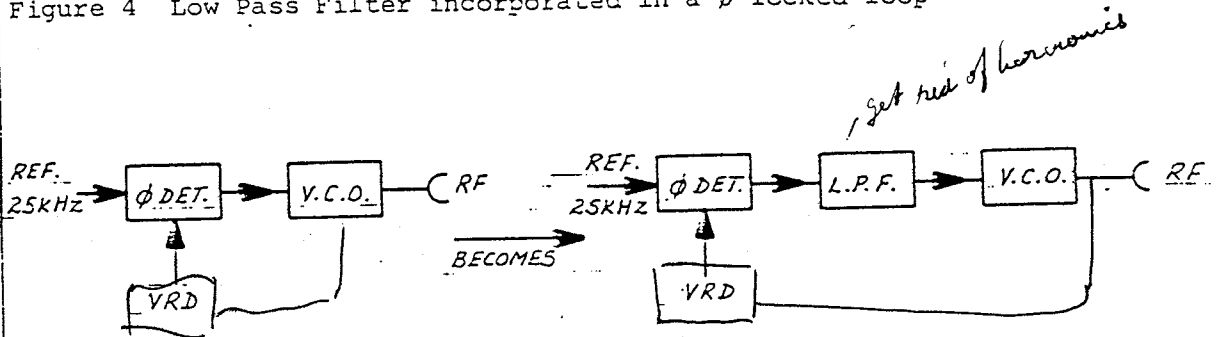 Figure 4 Low Pass Filter incorporated in a ø locked loop
, get rid of harmonics
REF.
25KHZ
φ DET.
V.C.O.
RF
VRD
BECOMES
REF.
25KHZ
φ DET.
L.P.F.
V.C.O.
RF
VRD